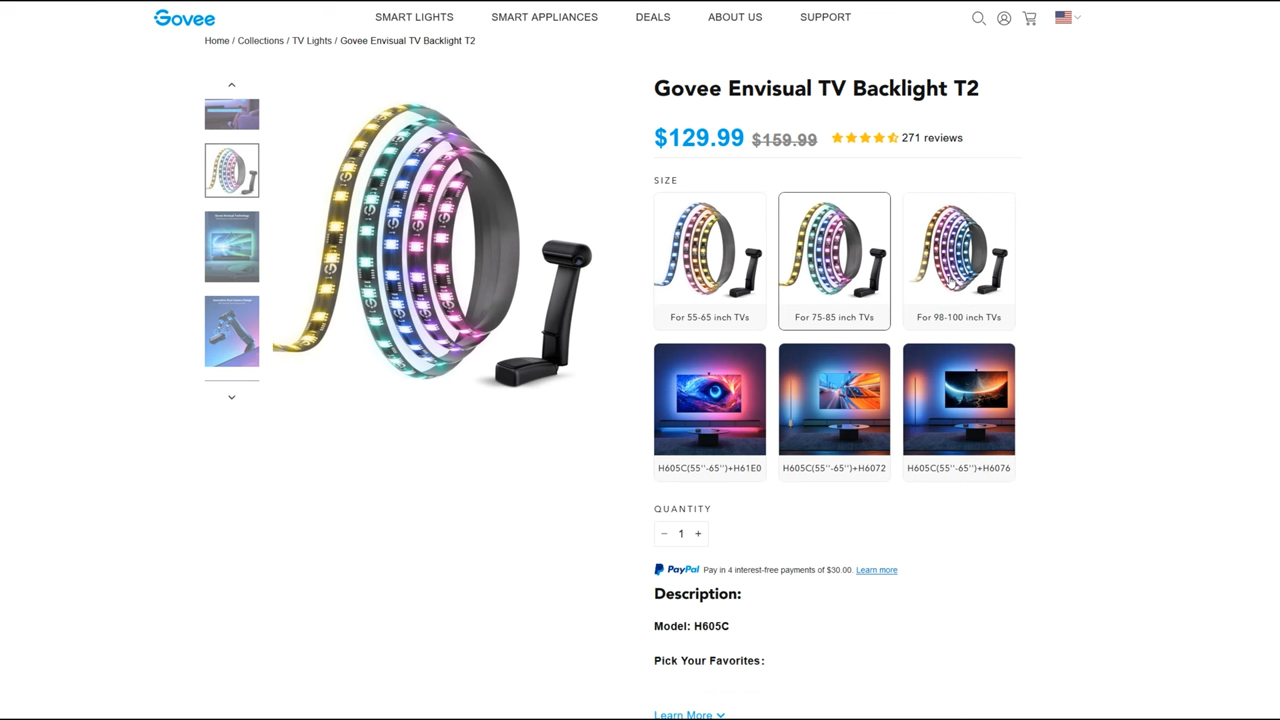 Govee
SMART LIGHTS SMART APPLIANCES DEALS ABOUT US SUPPORT
Home / Collections / TV Lights / Govee Envisual TV Backlight T2
Govee Envisual TV Backlight T2
$129.99 $159.99 271 reviews
SIZE
For 55-65 inch TVs For 75-85 inch TVs For 98-100 inch TVs
H605C(55''-65'')+H61E0 H605C(55''-65'')+H6072 H605C(55''-65'')+H6076
QUANTITY
− 1 +
PayPal Pay in 4 interest-free payments of $30.00. Learn more
Description:
Model: H605C
Pick Your Favorites:
Learn More